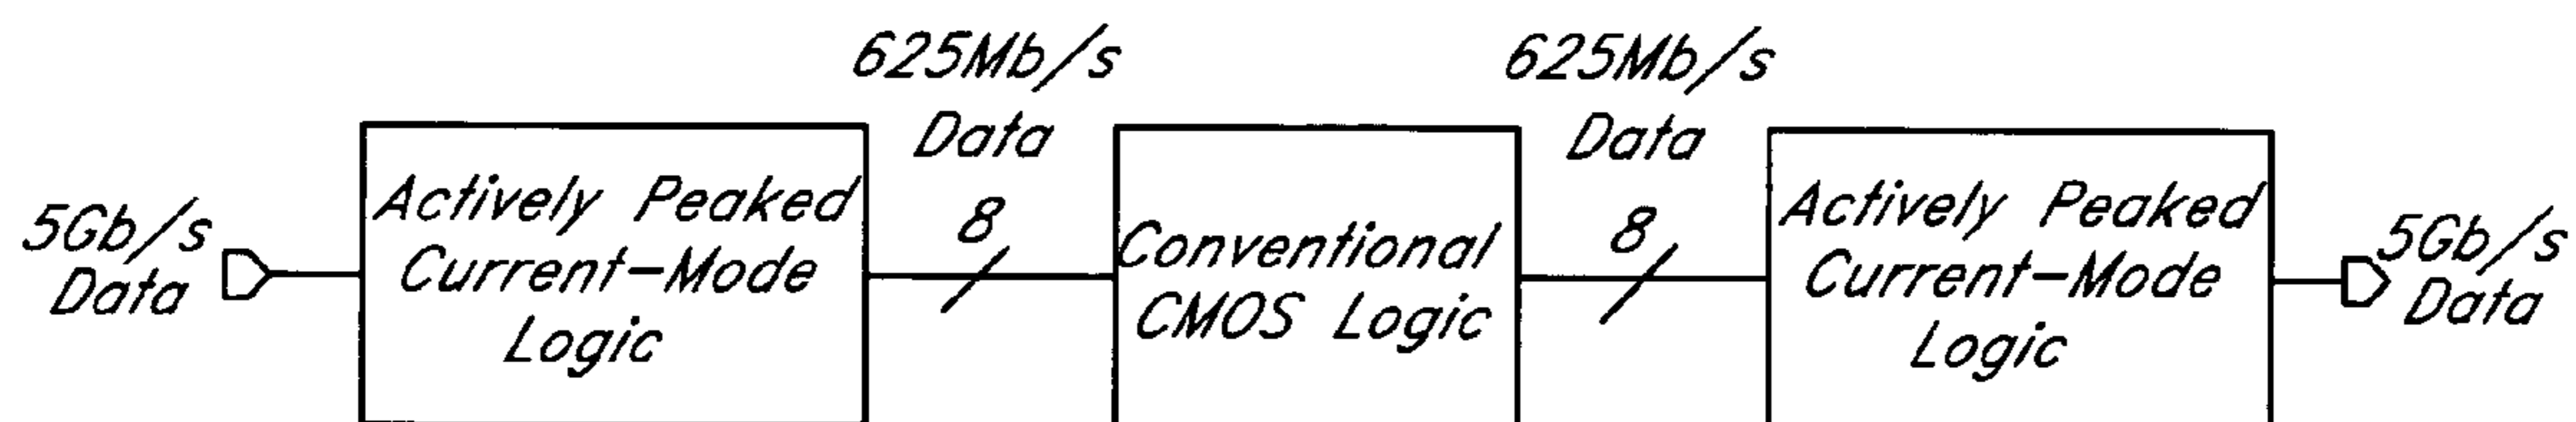 5Gb/s
Data
Actively Peaked
Current-Mode
Logic
625Mb/s
Data
8
Conventional
CMOS Logic
625Mb/s
Data
8
Actively Peaked
Current-Mode
Logic
5Gb/s
Data